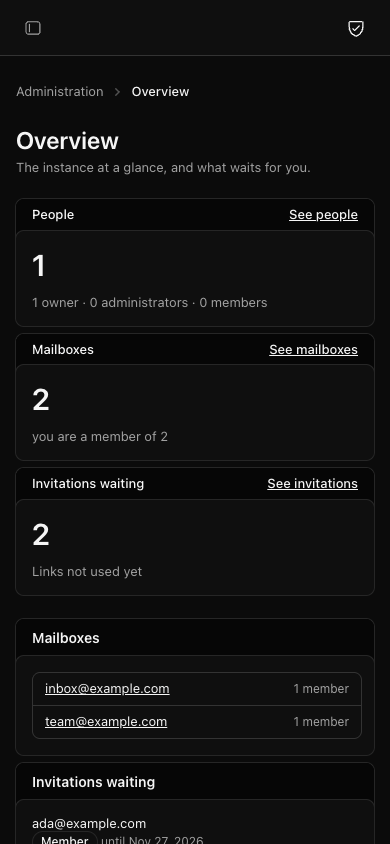 Administration > Overview
Overview
The instance at a glance, and what waits for you.
People See people
1
1 owner · 0 administrators · 0 members
Mailboxes See mailboxes
2
you are a member of 2
Invitations waiting See invitations
2
Links not used yet
Mailboxes
inbox@example.com 1 member
team@example.com 1 member
Invitations waiting
ada@example.com
Member until Nov 27, 2026